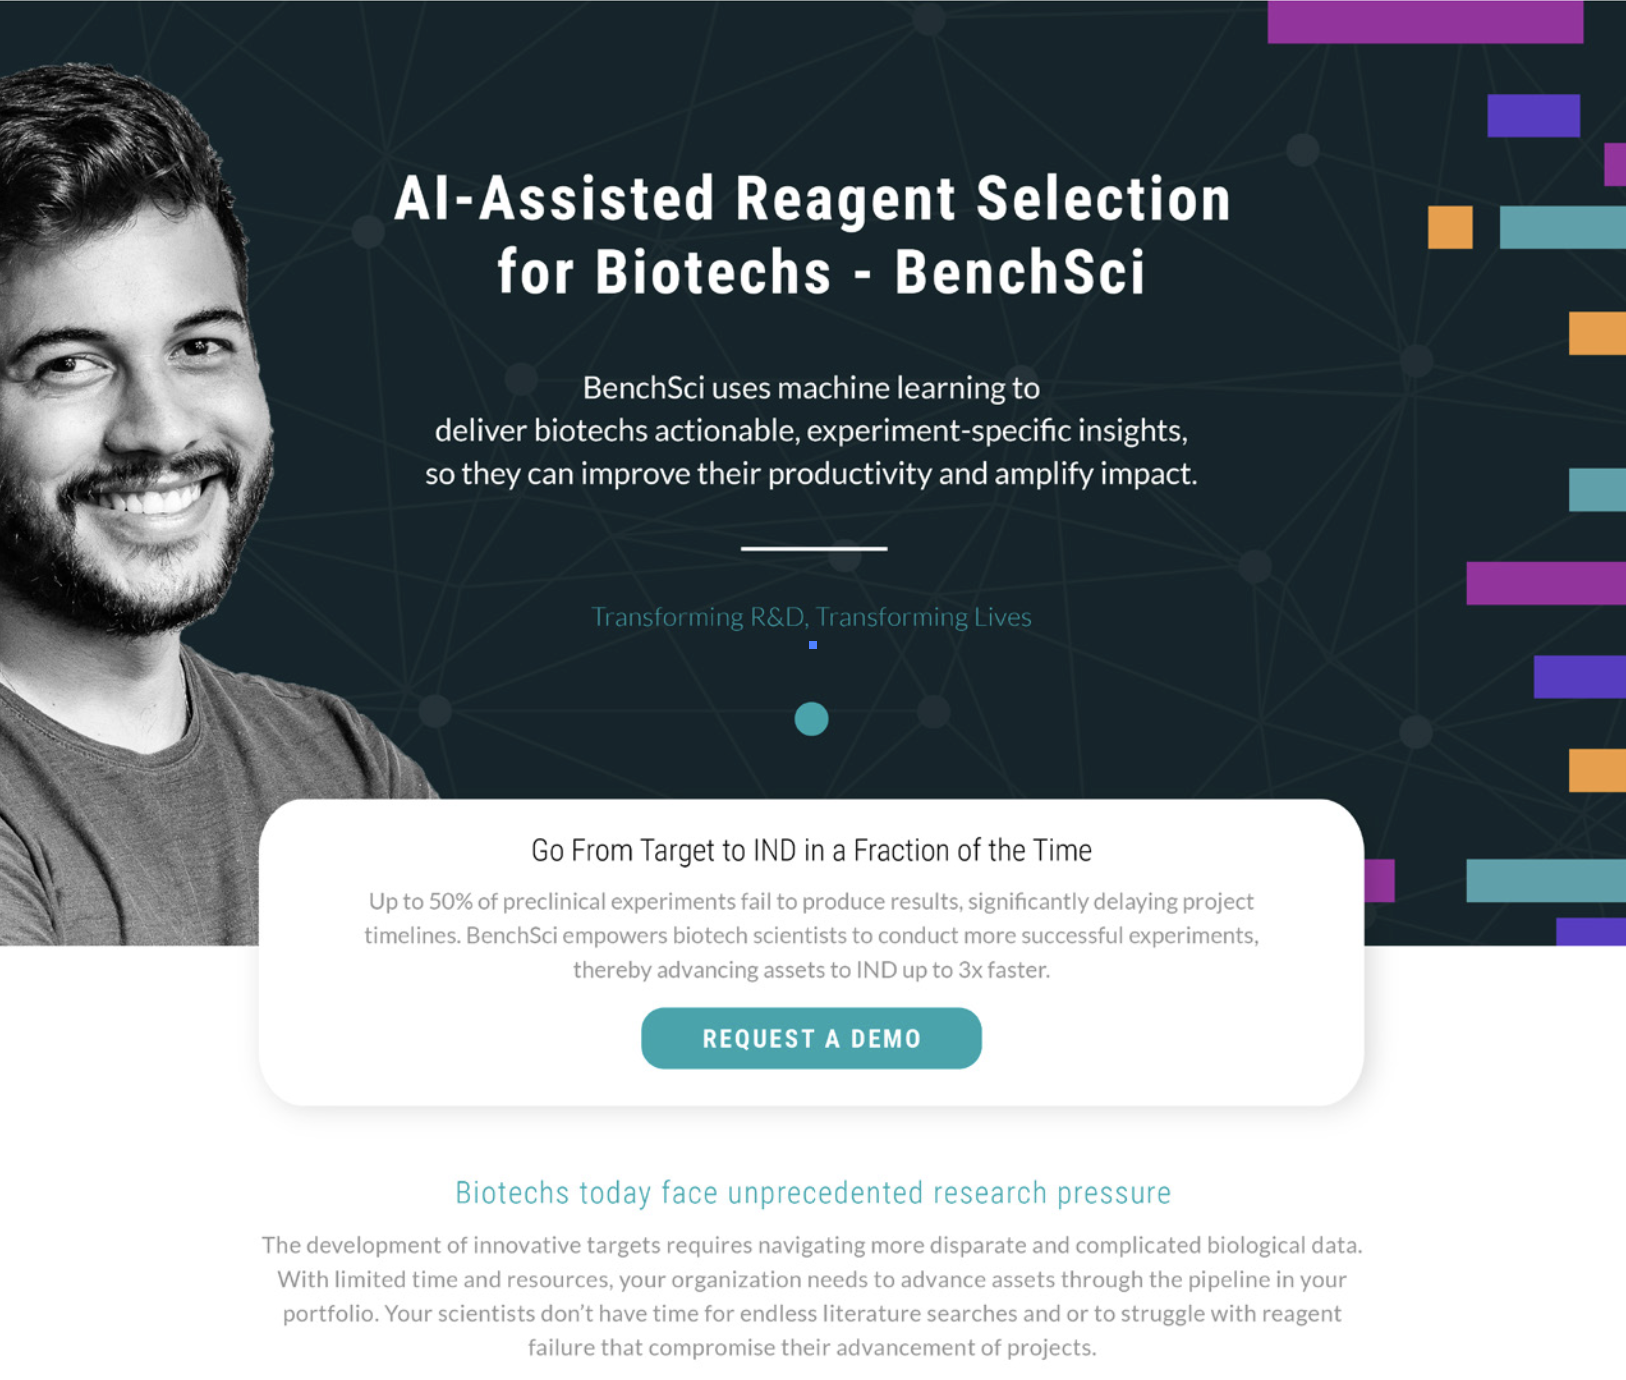 AI-Assisted Reagent Selection
for Biotechs - BenchSci
BenchSci uses machine learning to
deliver biotechs actionable, experiment-specific insights,
so they can improve their productivity and amplify impact.
Transforming R&D, Transforming Lives
Go From Target to IND in a Fraction of the Time
Up to 50% of preclinical experiments fail to produce results, significantly delaying project
timelines. BenchSci empowers biotech scientists to conduct more successful experiments,
thereby advancing assets to IND up to 3x faster.
REQUEST A DEMO
Biotechs today face unprecedented research pressure
The development of innovative targets requires navigating more disparate and complicated biological data.
With limited time and resources, your organization needs to advance assets through the pipeline in your
portfolio. Your scientists don’t have time for endless literature searches and or to struggle with reagent
failure that compromise their advancement of projects.